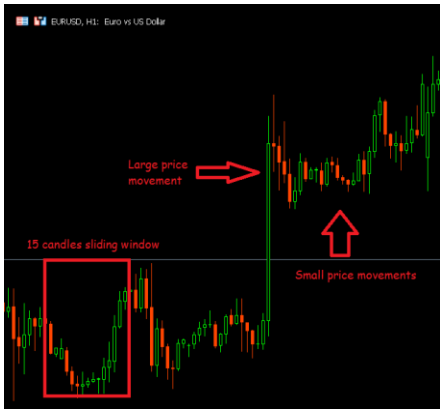 EURUSD, H1: Euro vs US Dollar
Large price
movement
15 candles sliding window
Small price movements